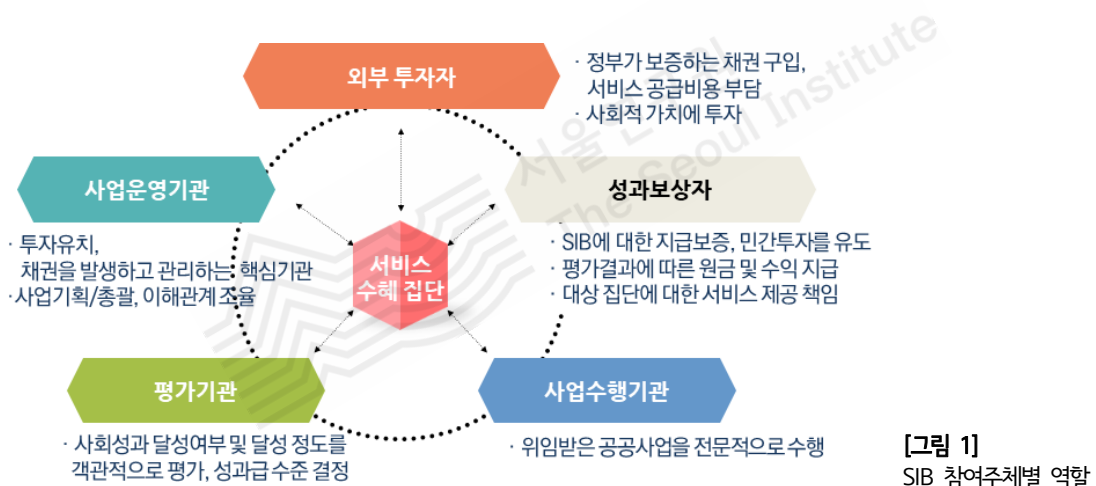 외부 투자자
· 정부가 보증하는 채권 구입,
서비스 공급비용 부담
· 사회적 가치에 투자
사업운영기관
· 투자유치,
채권을 발생하고 관리하는 핵심기관
·사업기획/총괄, 이해관계 조율
성과보상자
· SIB에 대한 지급보증, 민간투자를 유도
· 평가결과에 따른 원금 및 수익 지급
· 대상 집단에 대한 서비스 제공 책임
서비스
수혜 집단
평가기관
· 사회성과 달성여부 및 달성 정도를
객관적으로 평가, 성과급 수준 결정
사업수행기관
· 위임받은 공공사업을 전문적으로 수행
[그림 1]
SIB 참여주체별 역할
서울연구원
The Seoul Institute